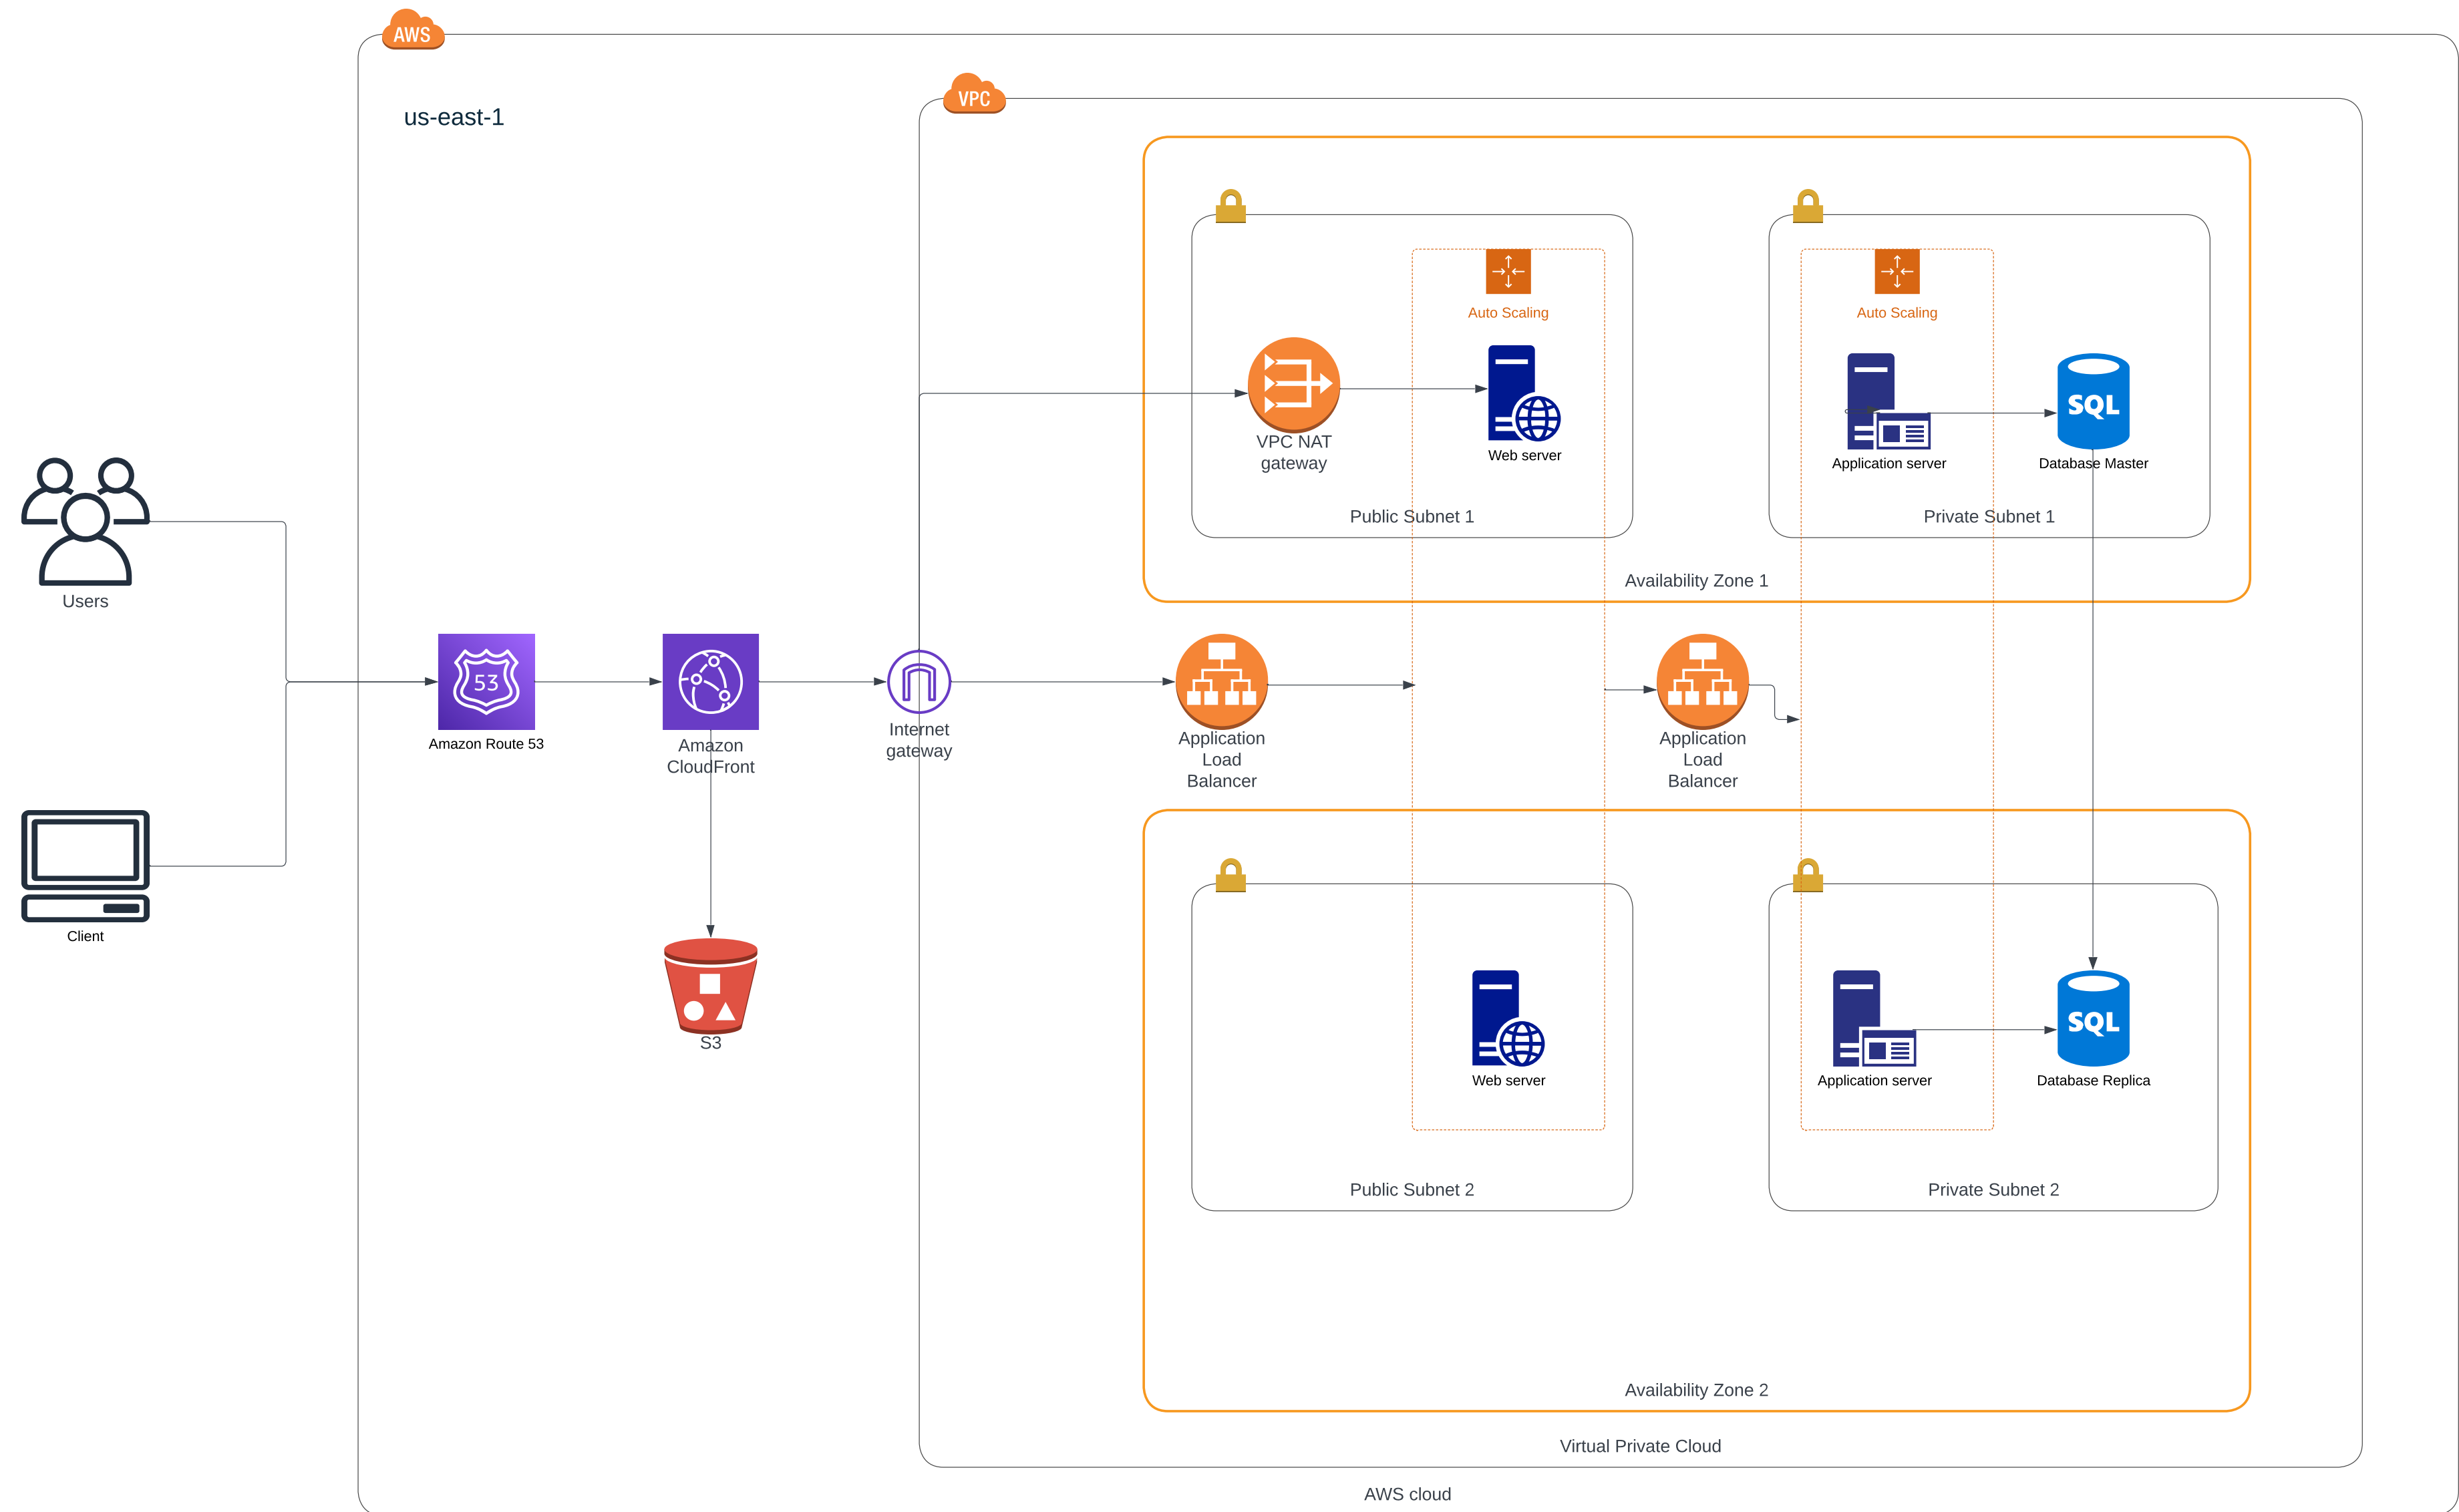 AWS
us-east-1
VPC
Auto Scaling
Auto Scaling
VPC NAT
gateway
Web server
Application server
SQL
Database Master
Public Subnet 1
Private Subnet 1
Availability Zone 1
Users
53
Amazon Route 53
Amazon
CloudFront
Internet
gateway
Application
Load
Balancer
Application
Load
Balancer
Client
S3
Web server
Application server
SQL
Database Replica
Public Subnet 2
Private Subnet 2
Availability Zone 2
Virtual Private Cloud
AWS cloud